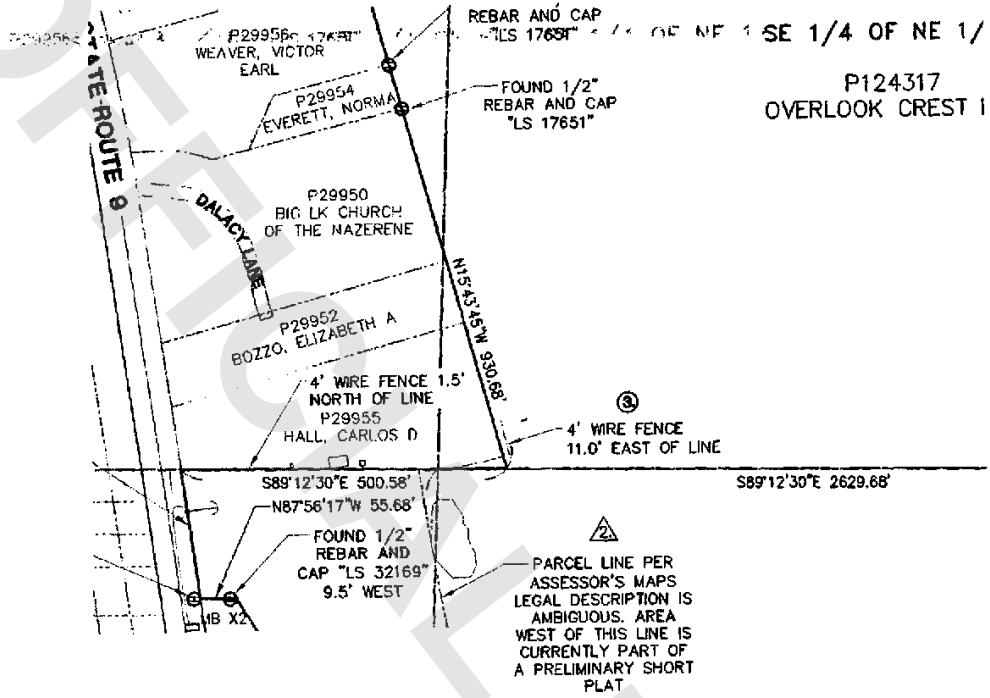 REBAR AND CAP
"LS 17651"
SE 1/4 OF NE 1/
P124317
OVERLOOK CREST I
P29956
WEAVER, VICTOR
EARL
STATE ROUTE 9
P29954
EVERETT, NORMA
FOUND 1/2"
REBAR AND CAP
"LS 17651"
P29950
BIG LK CHURCH
OF THE NAZERENE
DALACY LANE
N15°43'45"W 930.68'
P29952
BOZZO, ELIZABETH A
4' WIRE FENCE 1.5'
NORTH OF LINE
P29955
HALL, CARLOS D
3.
4' WIRE FENCE
11.0' EAST OF LINE
S89°12'30"E 500.58'
S89°12'30"E 2629.68'
N87°56'17"W 55.68'
FOUND 1/2"
REBAR AND
CAP "LS 32169"
9.5' WEST
MB X2
2.
PARCEL LINE PER
ASSESSOR'S MAPS
LEGAL DESCRIPTION IS
AMBIGUOUS. AREA
WEST OF THIS LINE IS
CURRENTLY PART OF
A PRELIMINARY SHORT
PLAT